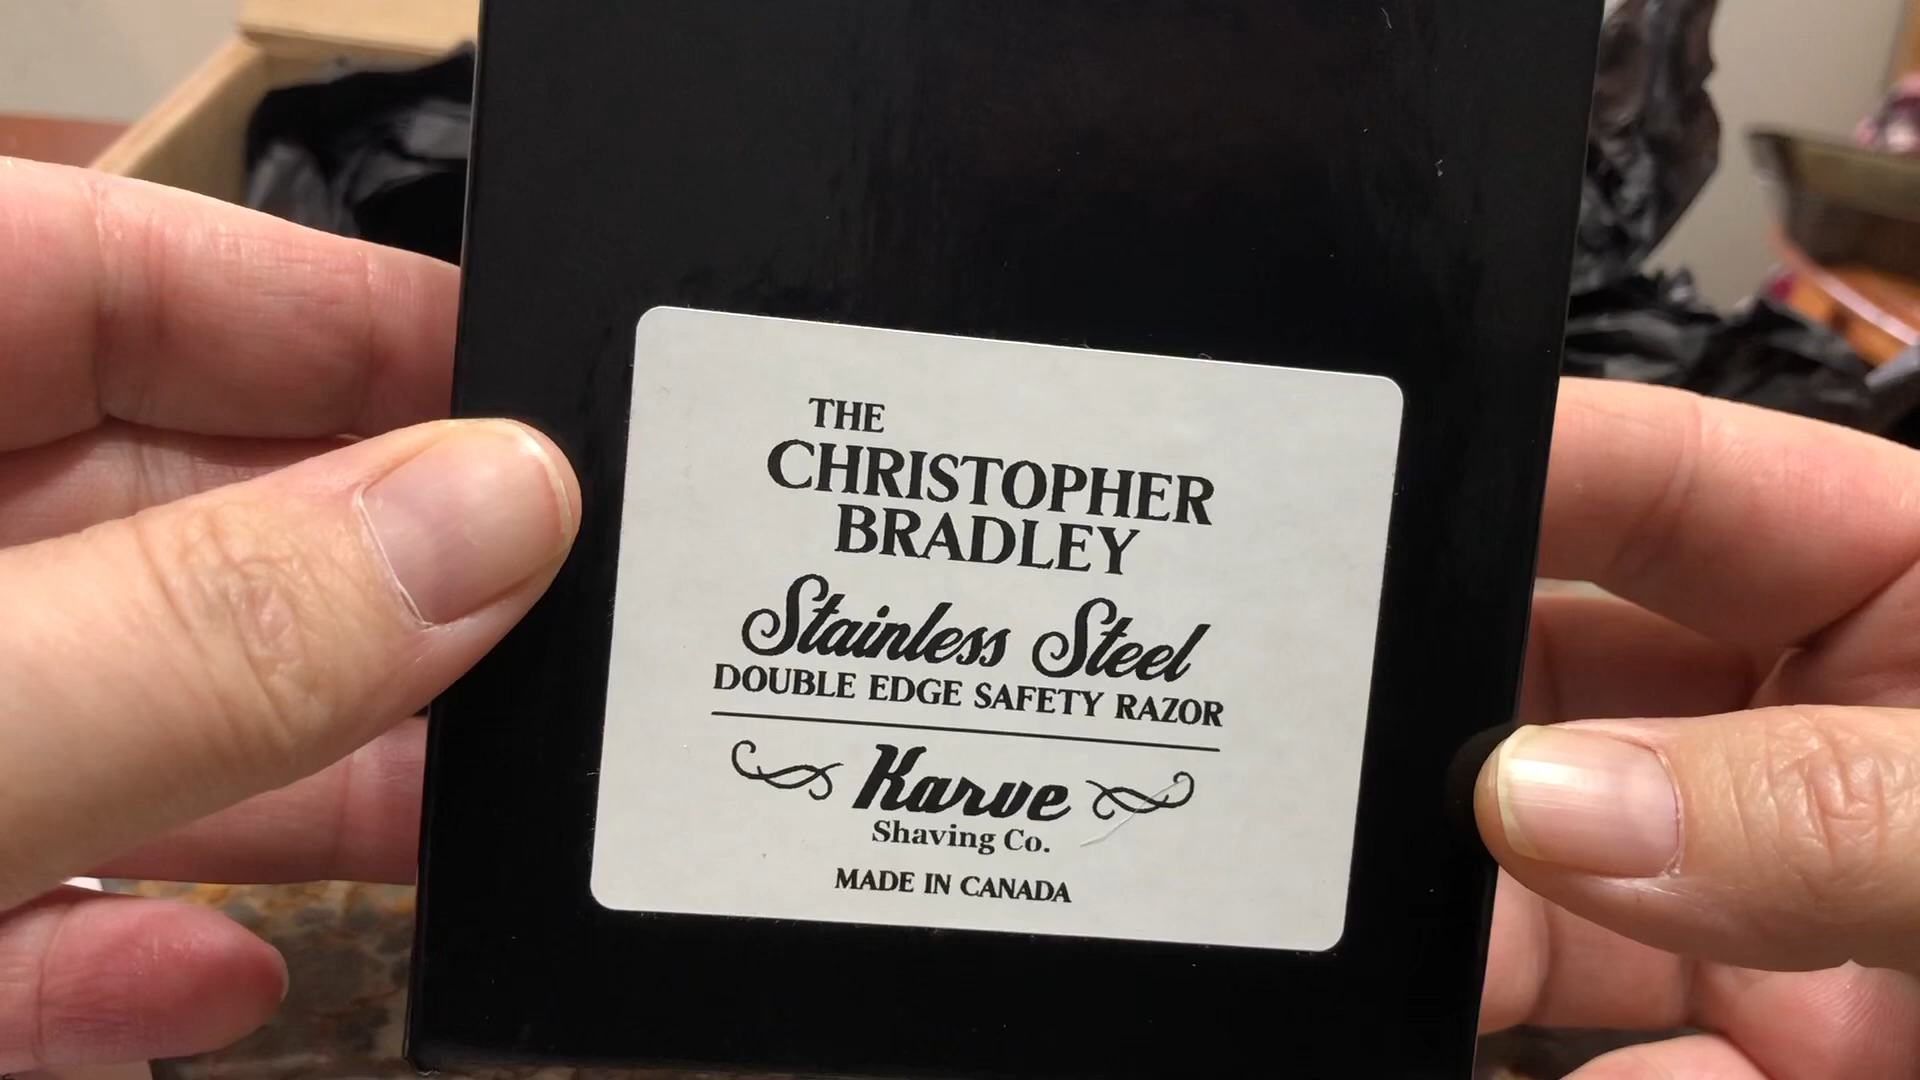 THE
CHRISTOPHER
BRADLEY
Stainless Steel
DOUBLE EDGE SAFETY RAZOR
Karve
Shaving Co.
MADE IN CANADA